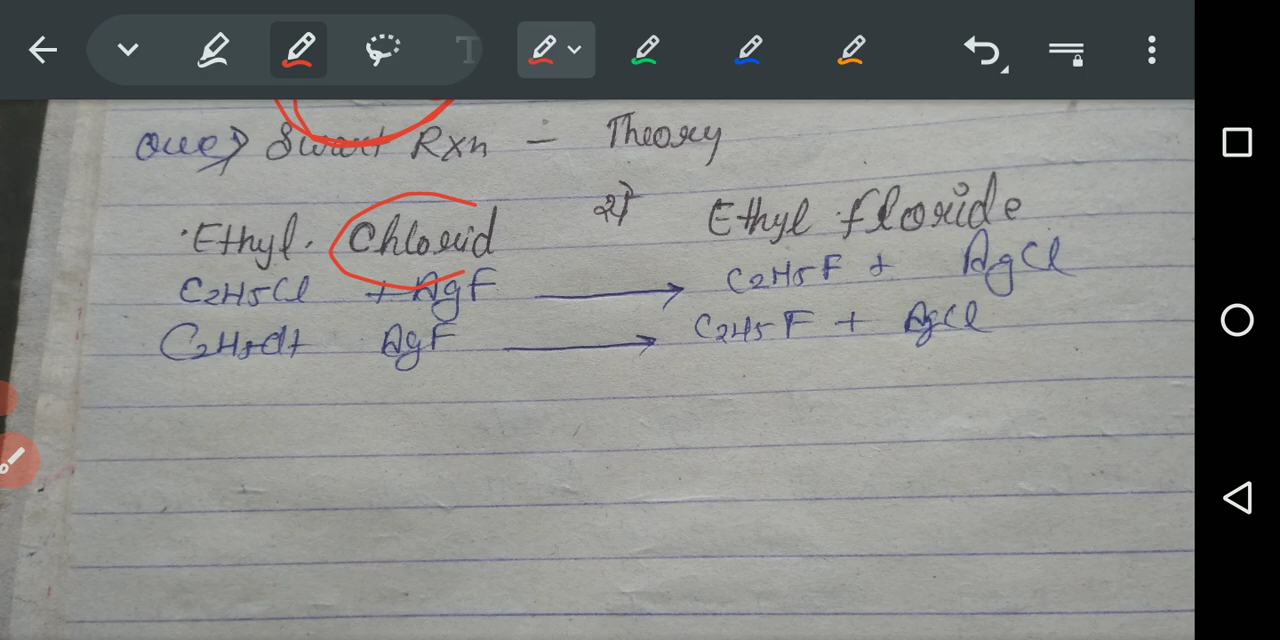 Que) Swart Rxn - Theory
Ethyl Chlorid से Ethyl floride
C2H5Cl + AgF → C2H5F + AgCl
C2H5Cl+ AgF → C2H5F + AgCl